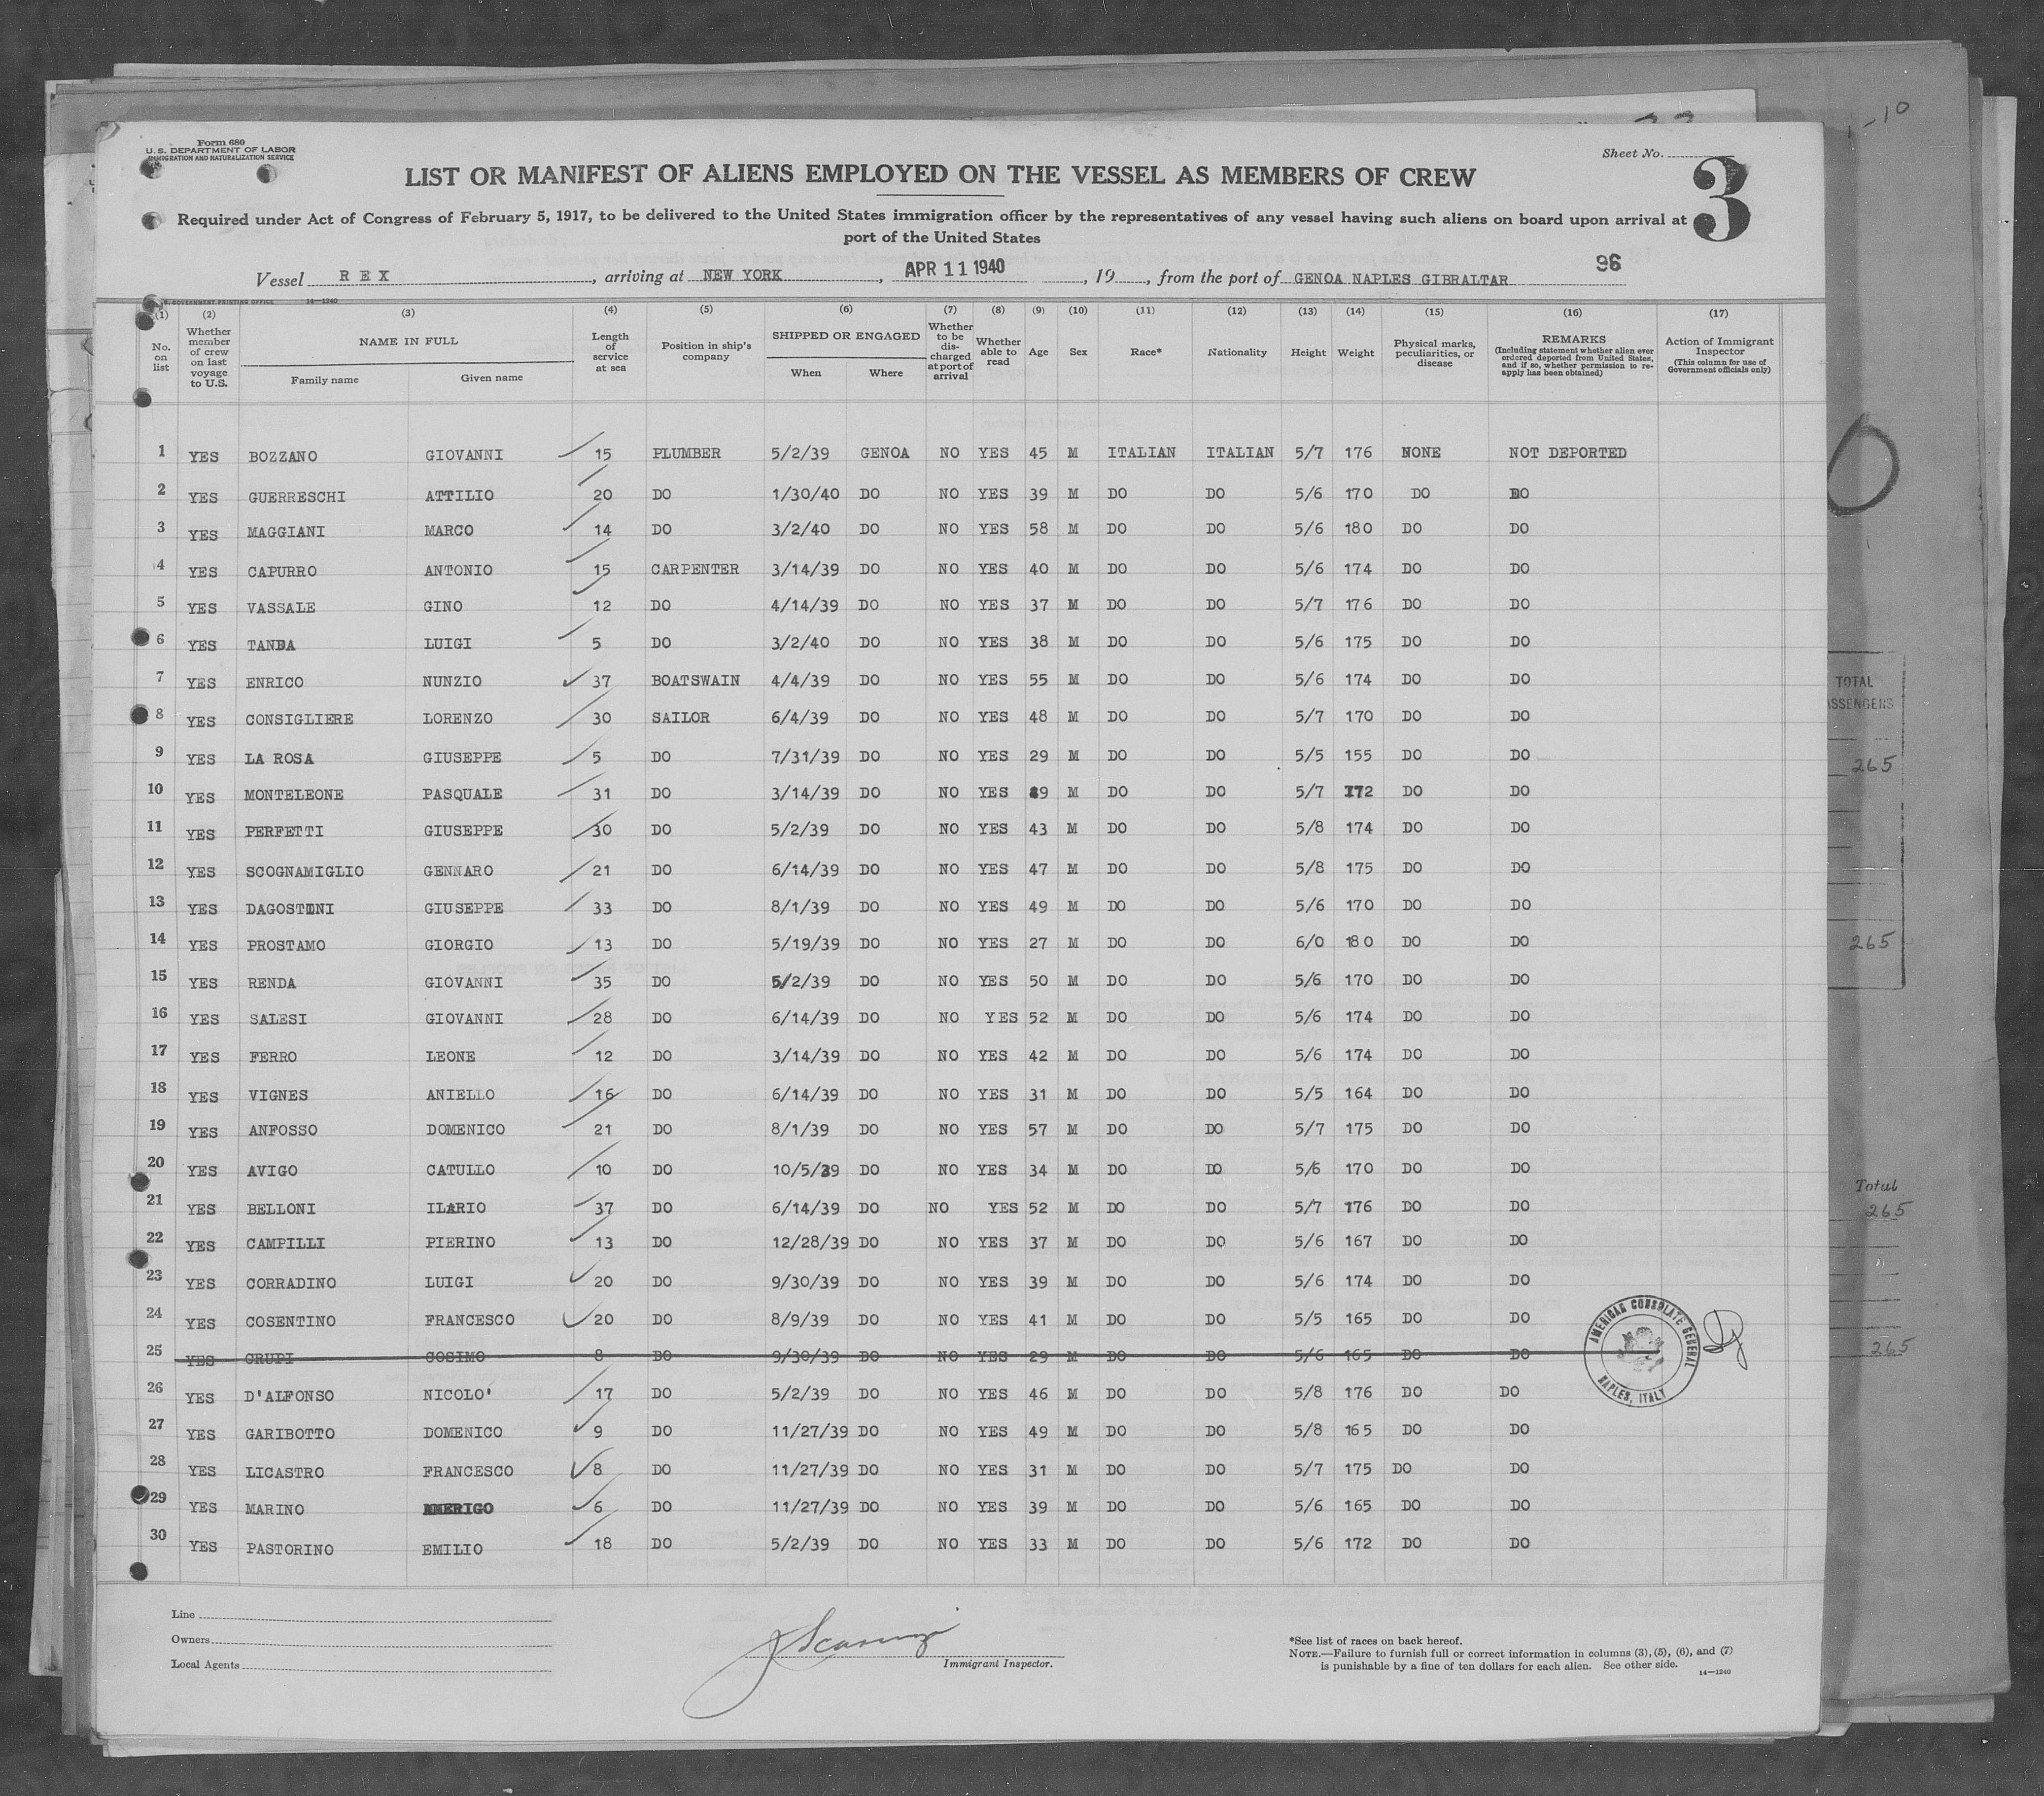 Form 680
U. S. DEPARTMENT OF LABOR
IMMIGRATION AND NATURALIZATION SERVICE
Sheet No.
3
LIST OR MANIFEST OF ALIENS EMPLOYED ON THE VESSEL AS MEMBERS OF CREW
Required under Act of Congress of February 5, 1917, to be delivered to the United States immigration officer by the representatives of any vessel having such aliens on board upon arrival at
port of the United States
96
Vessel REX, arriving at NEW YORK, APR 11 1940, 19, from the port of GENOA NAPLES GIBRALTAR
U. S. GOVERNMENT PRINTING OFFICE 14—1240
(1) (2) (3) (4) (5) (6) (7) (8) (9) (10) (11) (12) (13) (14) (15) (16) (17)
No. on list
Whether member of crew on last voyage to U.S.
NAME IN FULL
Family name Given name
Length of service at sea
Position in ship's company
SHIPPED OR ENGAGED
When Where
Whether to be discharged at port of arrival
Whether able to read
Age
Sex
Race*
Nationality
Height
Weight
Physical marks, peculiarities, or disease
REMARKS
(Including statement whether alien ever ordered deported from United States, and if so, whether permission to reapply has been obtained)
Action of Immigrant Inspector
(This column for use of Government officials only)
1 YES BOZZANO GIOVANNI 15 PLUMBER 5/2/39 GENOA NO YES 45 M ITALIAN ITALIAN 5/7 176 NONE NOT DEPORTED
2 YES GUERRESCHI ATTILIO 20 DO 1/30/40 DO NO YES 39 M DO DO 5/6 170 DO DO
3 YES MAGGIANI MARCO 14 DO 3/2/40 DO NO YES 58 M DO DO 5/6 180 DO DO
4 YES CAPURRO ANTONIO 15 CARPENTER 3/14/39 DO NO YES 40 M DO DO 5/6 174 DO DO
5 YES VASSALE GINO 12 DO 4/14/39 DO NO YES 37 M DO DO 5/7 176 DO DO
6 YES TANDA LUIGI 5 DO 3/2/40 DO NO YES 38 M DO DO 5/6 175 DO DO
7 YES ENRICO NUNZIO 37 BOATSWAIN 4/4/39 DO NO YES 55 M DO DO 5/6 174 DO DO
8 YES CONSIGLIERE LORENZO 30 SAILOR 6/4/39 DO NO YES 48 M DO DO 5/7 170 DO DO
9 YES LA ROSA GIUSEPPE 5 DO 7/31/39 DO NO YES 29 M DO DO 5/5 155 DO DO
10 YES MONTELEONE PASQUALE 31 DO 3/14/39 DO NO YES 49 M DO DO 5/7 172 DO DO
11 YES PERFETTI GIUSEPPE 30 DO 5/2/39 DO NO YES 43 M DO DO 5/8 174 DO DO
12 YES SCOGNAMIGLIO GENNARO 21 DO 6/14/39 DO NO YES 47 M DO DO 5/8 175 DO DO
13 YES DAGOSTINI GIUSEPPE 33 DO 8/1/39 DO NO YES 49 M DO DO 5/6 170 DO DO
14 YES PROSTAMO GIORGIO 13 DO 5/19/39 DO NO YES 27 M DO DO 6/0 180 DO DO
15 YES RENDA GIOVANNI 35 DO 5/2/39 DO NO YES 50 M DO DO 5/6 170 DO DO
16 YES SALESI GIOVANNI 28 DO 6/14/39 DO NO YES 52 M DO DO 5/6 174 DO DO
17 YES FERRO LEONE 12 DO 3/14/39 DO NO YES 42 M DO DO 5/6 174 DO DO
18 YES VIGNES ANIELLO 16 DO 6/14/39 DO NO YES 31 M DO DO 5/5 164 DO DO
19 YES ANFOSSO DOMENICO 21 DO 8/1/39 DO NO YES 57 M DO DO 5/7 175 DO DO
20 YES AVIGO CATULLO 10 DO 10/5/39 DO NO YES 34 M DO DO 5/6 170 DO DO
21 YES BELLONI ILARIO 37 DO 6/14/39 DO NO YES 52 M DO DO 5/7 176 DO DO
22 YES CAMPILLI PIERINO 13 DO 12/28/39 DO NO YES 37 M DO DO 5/6 167 DO DO
23 YES CORRADINO LUIGI 20 DO 9/30/39 DO NO YES 39 M DO DO 5/6 174 DO DO
24 YES COSENTINO FRANCESCO 20 DO 8/9/39 DO NO YES 41 M DO DO 5/5 165 DO DO
25 YES CRUPI COSIMO 8 DO 9/30/39 DO NO YES 29 M DO DO 5/6 165 DO DO
26 YES D'ALFONSO NICOLO' 17 DO 5/2/39 DO NO YES 46 M DO DO 5/8 176 DO DO
27 YES GARIBOTTO DOMENICO 9 DO 11/27/39 DO NO YES 49 M DO DO 5/8 165 DO DO
28 YES LICASTRO FRANCESCO 8 DO 11/27/39 DO NO YES 31 M DO DO 5/7 175 DO DO
29 YES MARINO AMERIGO 6 DO 11/27/39 DO NO YES 39 M DO DO 5/6 165 DO DO
30 YES PASTORINO EMILIO 18 DO 5/2/39 DO NO YES 33 M DO DO 5/6 172 DO DO
AMERICAN CONSULATE GENERAL
NAPLES, ITALY
Line
Owners
Local Agents
Immigrant Inspector.
*See list of races on back hereof.
NOTE.—Failure to furnish full or correct information in columns (3), (5), (6), and (7)
is punishable by a fine of ten dollars for each alien. See other side. 14—1240
TOTAL
265
265
Total
265
265